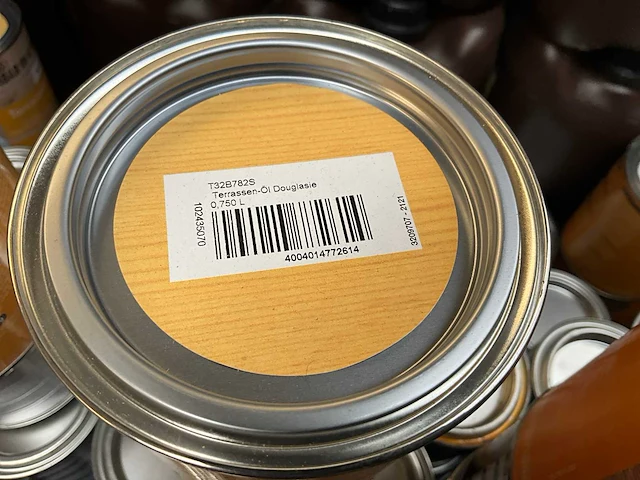 T32B782S
Terrassen-Öl Douglasie
0,750 L
102435070
4004014772614
3209707 - 2121